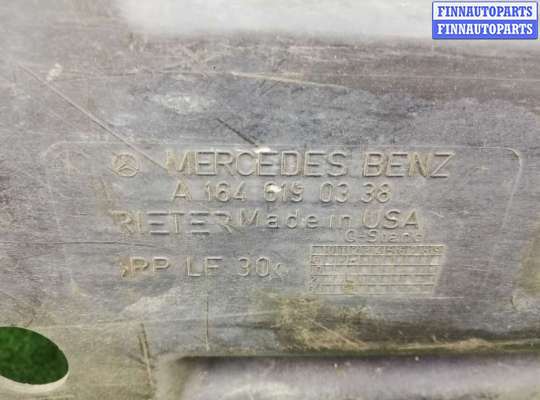 FINNAUTOPARTS
FINNAUTOPARTS
MERCEDES BENZ
A 164 619 03 38
RIETER Made in USA
PP LF 30